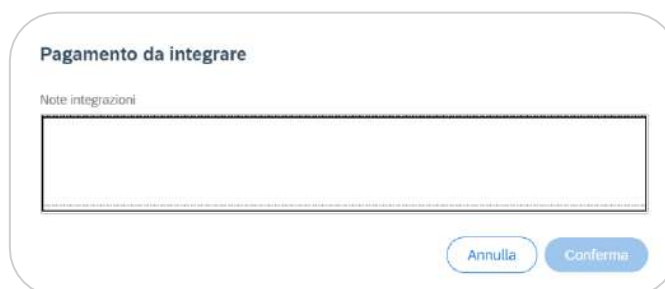 Pagamento da integrare
Note integrazioni
Annulla Conferma